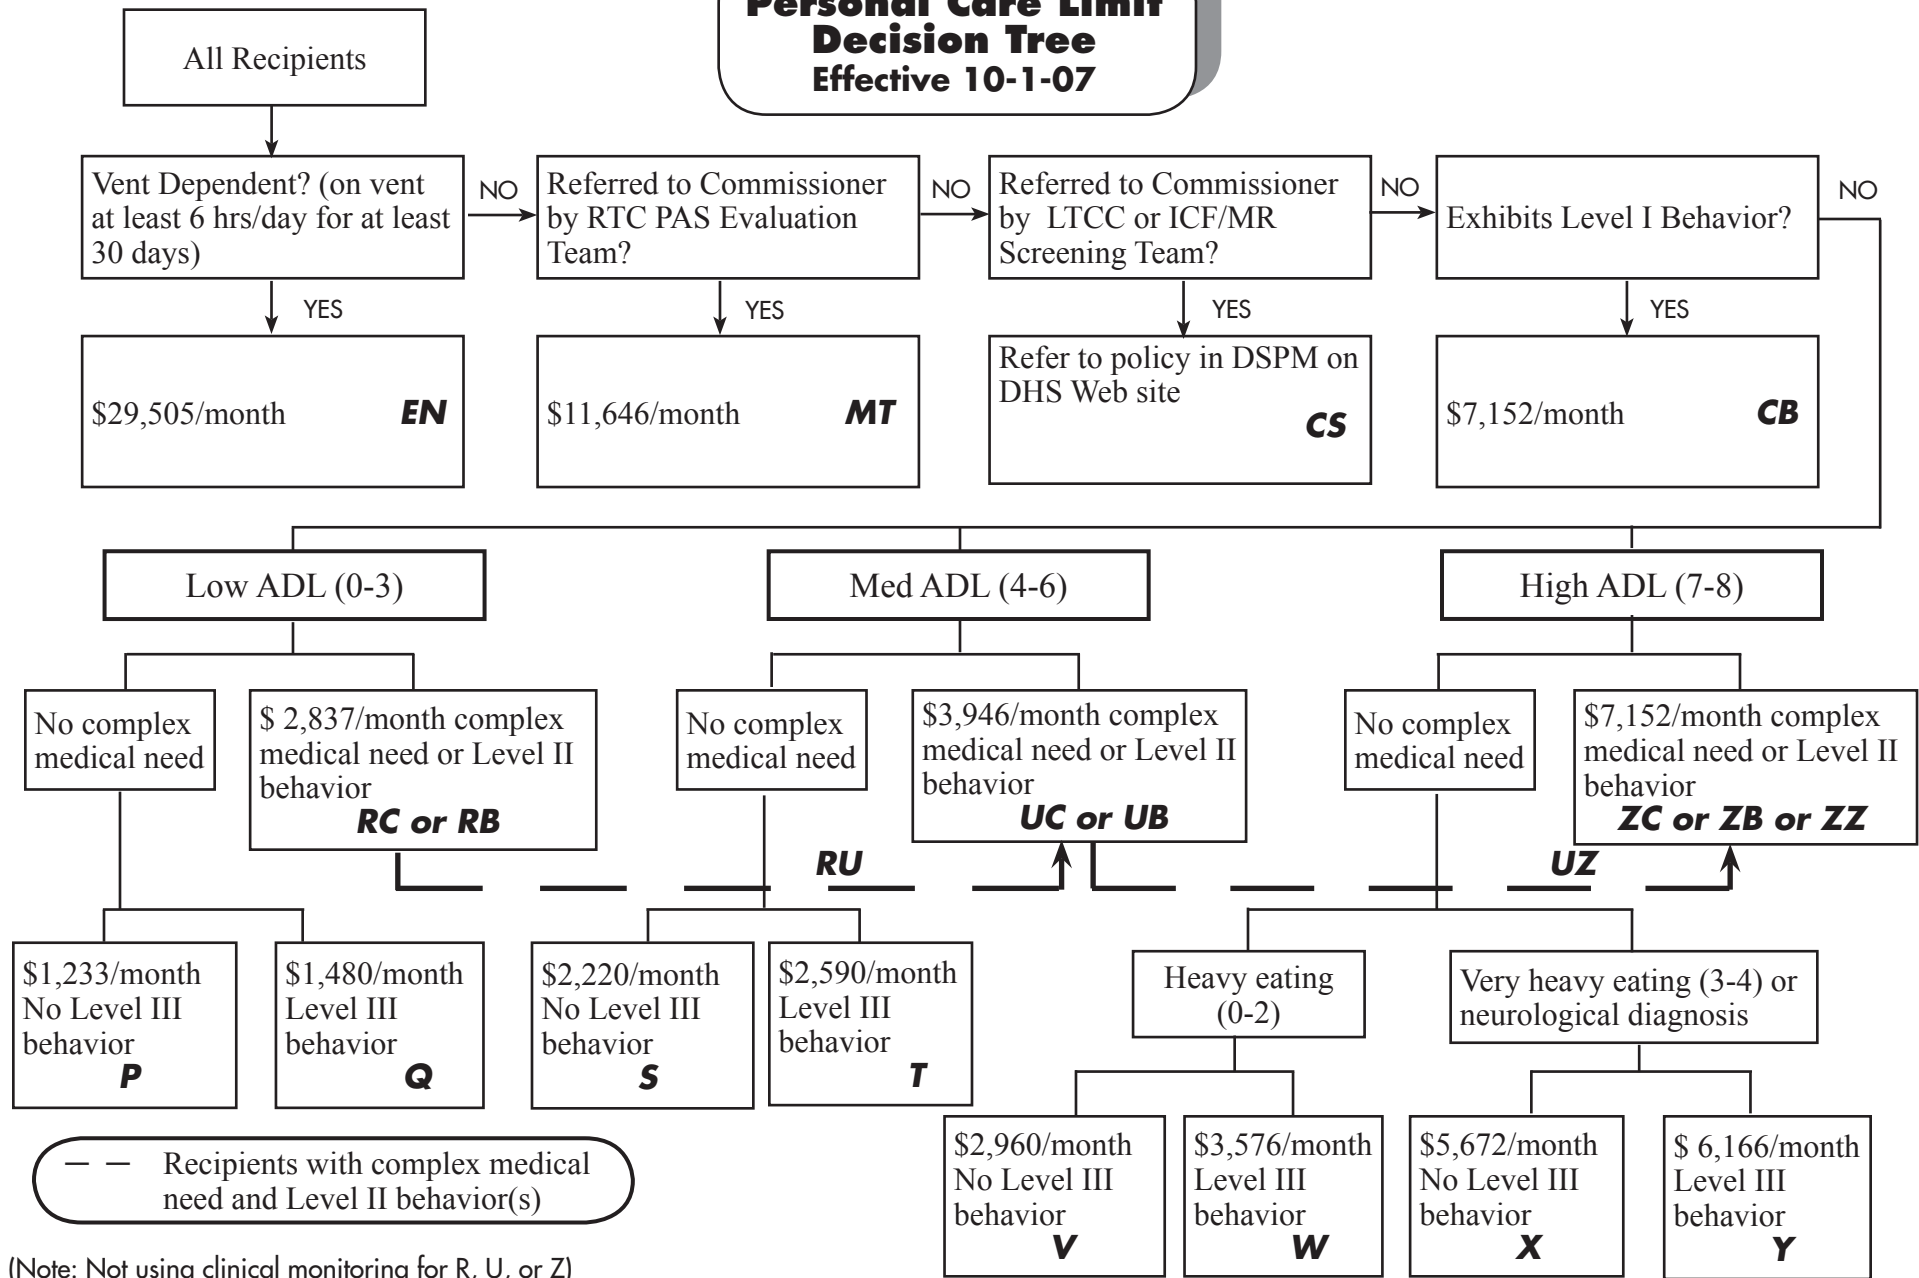 Personal Care Limit
Decision Tree
Effective 10-1-07
All Recipients
Vent Dependent? (on vent
at least 6 hrs/day for at least
30 days)
NO
Referred to Commissioner
by RTC PAS Evaluation
Team?
NO
Referred to Commissioner
by LTCC or ICF/MR
Screening Team?
NO
Exhibits Level I Behavior?
NO
YES
YES
YES
YES
$29,505/month
EN
$11,646/month
MT
Refer to policy in DSPM on
DHS Web site
CS
$7,152/month
CB
Low ADL (0-3)
Med ADL (4-6)
High ADL (7-8)
No complex
medical need
$ 2,837/month complex
medical need or Level II
behavior
RC or RB
No complex
medical need
$3,946/month complex
medical need or Level II
behavior
UC or UB
No complex
medical need
$7,152/month complex
medical need or Level II
behavior
ZC or ZB or ZZ
RU
UZ
$1,233/month
No Level III
behavior
P
$1,480/month
Level III
behavior
Q
$2,220/month
No Level III
behavior
S
$2,590/month
Level III
behavior
T
Heavy eating
(0-2)
Very heavy eating (3-4) or
neurological diagnosis
$2,960/month
No Level III
behavior
V
$3,576/month
Level III
behavior
W
$5,672/month
No Level III
behavior
X
$ 6,166/month
Level III
behavior
Y
— — Recipients with complex medical
need and Level II behavior(s)
(Note: Not using clinical monitoring for R, U, or Z)